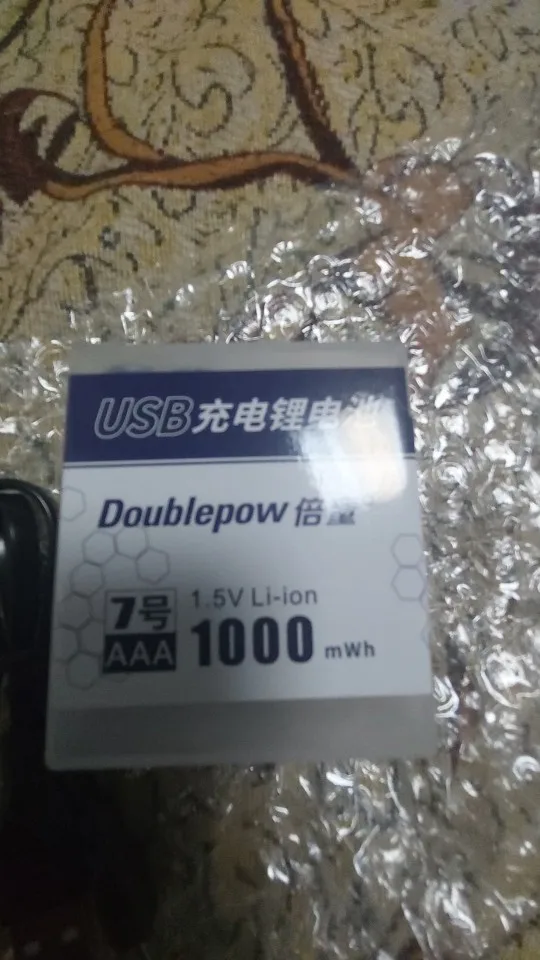 USB充电锂电池
Doublepow 倍量
7号
AAA
1.5V Li-ion
1000 mWh